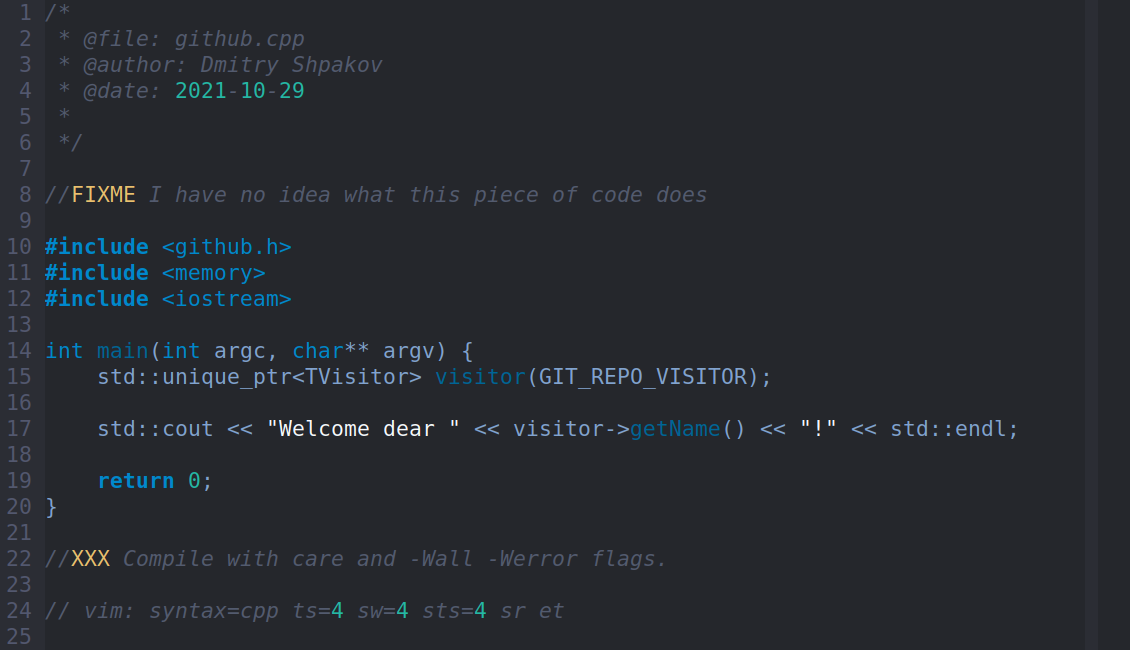 1 /*
2  * @file: github.cpp
3  * @author: Dmitry Shpakov
4  * @date: 2021-10-29
5  *
6  */
7
8 //FIXME I have no idea what this piece of code does
9
10 #include <github.h>
11 #include <memory>
12 #include <iostream>
13
14 int main(int argc, char** argv) {
15     std::unique_ptr<TVisitor> visitor(GIT_REPO_VISITOR);
16
17     std::cout << "Welcome dear " << visitor->getName() << "!" << std::endl;
18
19     return 0;
20 }
21
22 //XXX Compile with care and -Wall -Werror flags.
23
24 // vim: syntax=cpp ts=4 sw=4 sts=4 sr et
25